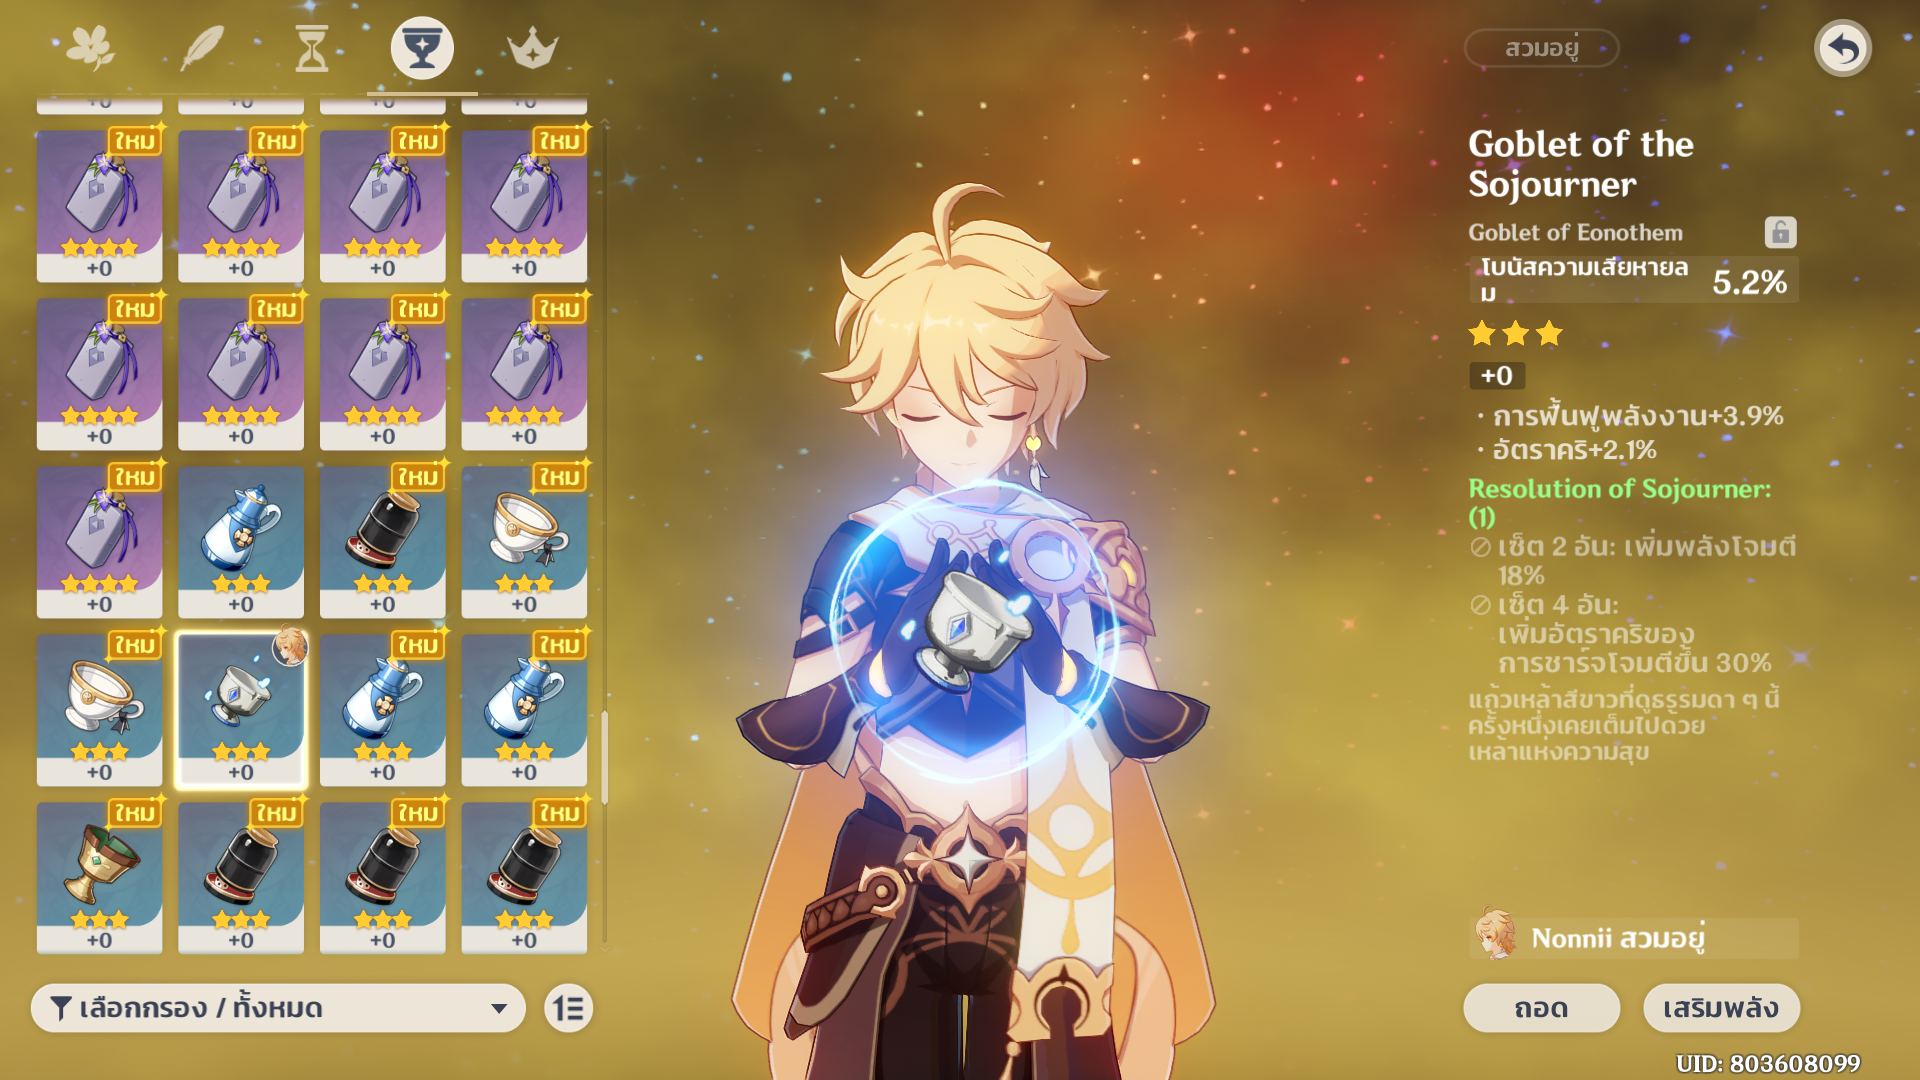 สวมอยู่
+0 +0 +0 +0
ใหม่ ใหม่ ใหม่ ใหม่
+0 +0 +0 +0
ใหม่ ใหม่ ใหม่ ใหม่
+0 +0 +0 +0
ใหม่ ใหม่ ใหม่
+0 +0 +0 +0
ใหม่ ใหม่ ใหม่
+0 +0 +0 +0
ใหม่ ใหม่ ใหม่ ใหม่
+0 +0 +0 +0
เลือกกรอง / ทั้งหมด
Goblet of the
Sojourner
Goblet of Eonothem
โบนัสความเสียหายล
ม
5.2%
+0
· การฟื้นฟูพลังงาน+3.9%
· อัตราคริ+2.1%
Resolution of Sojourner:
(1)
เซ็ต 2 อัน: เพิ่มพลังโจมตี
18%
เซ็ต 4 อัน:
เพิ่มอัตราคริของ
การชาร์จโจมตีขึ้น 30%
แก้วเหล้าสีขาวที่ดูธรรมดา ๆ นี้
ครั้งหนึ่งเคยเต็มไปด้วย
เหล้าแห่งความสุข
Nonnii สวมอยู่
ถอด
เสริมพลัง
UID: 803608099